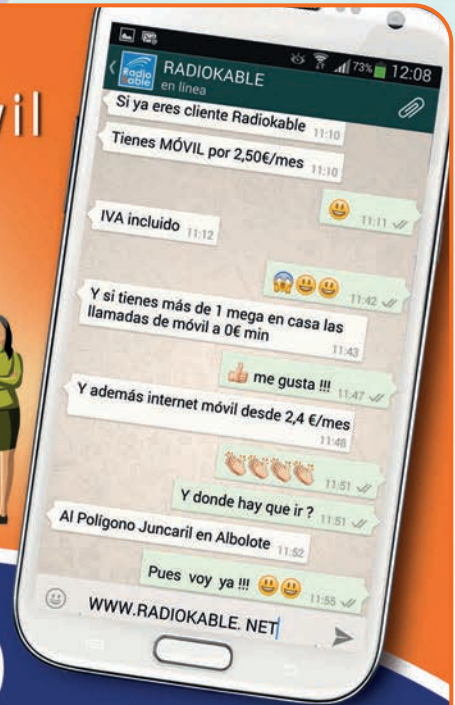 vil
73% 12:08
Radio
Kable
RADIOKABLE
en línea
Si ya eres cliente Radiokable 11:10
Tienes MÓVIL por 2,50€/mes 11:10
11:11
IVA incluido 11:12
11:42
Y si tienes más de 1 mega en casa las
llamadas de móvil a 0€ min
11:43
me gusta !!! 11:47
Y además internet móvil desde 2,4 €/mes
11:48
11:51
Y donde hay que ir ? 11:51
Al Polígono Juncaril en Albolote 11:52
Pues voy ya !!! 11:55
WWW.RADIOKABLE. NET